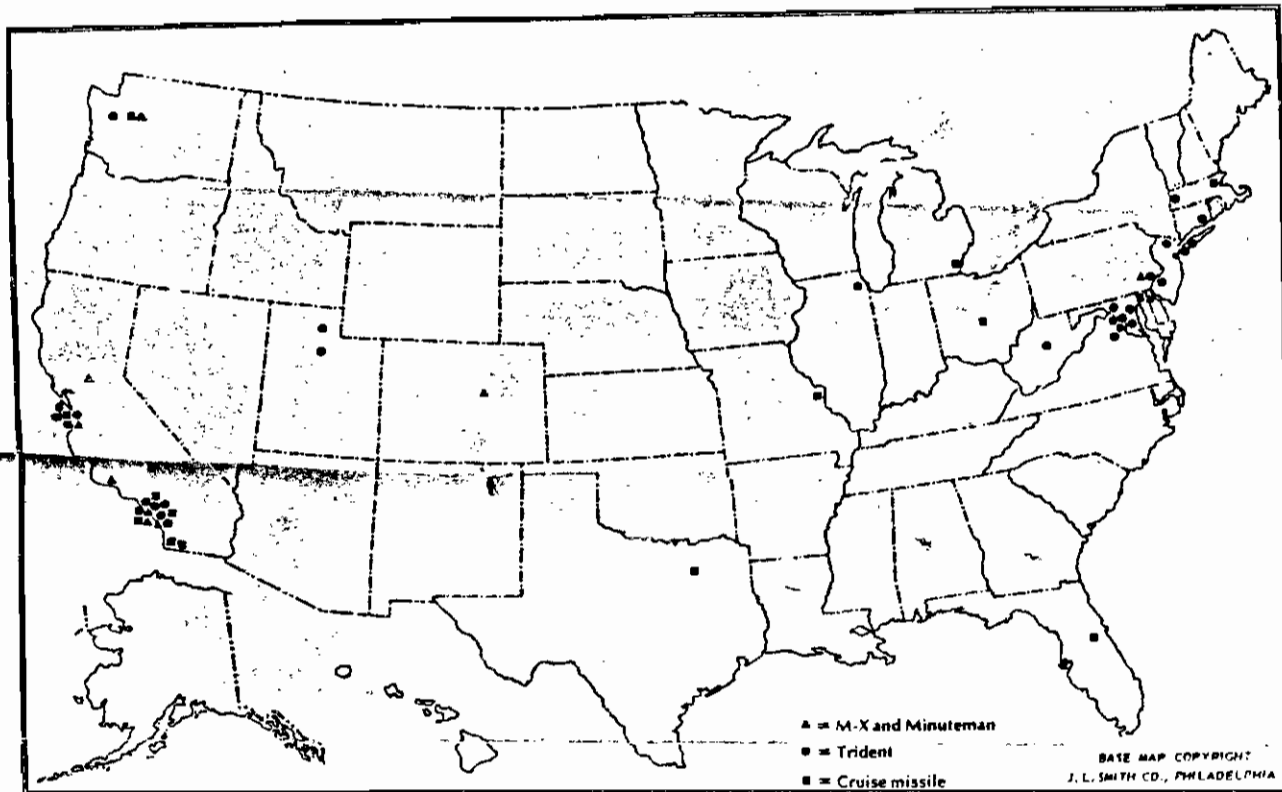 ▲ = M-X and Minuteman
● = Trident
■ = Cruise missile
BASE MAP COPYRIGHT
J. L. SMITH CO., PHILADELPHIA